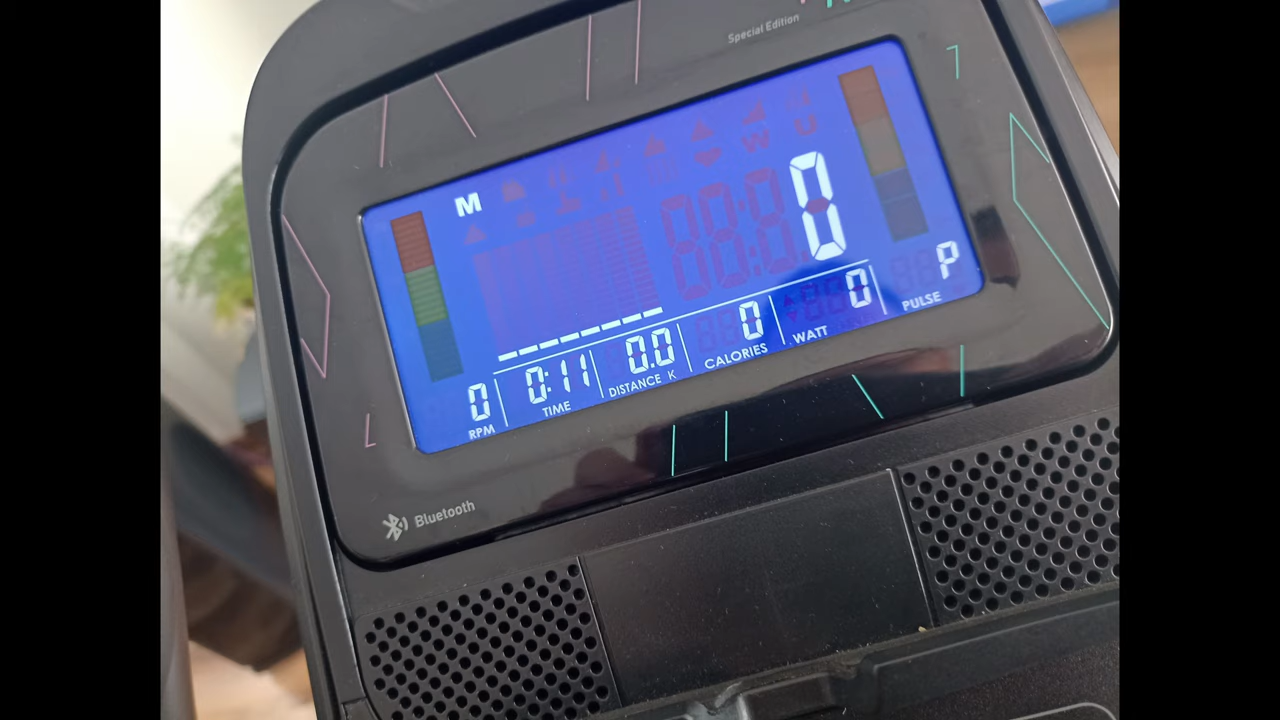 Special Edition
M
0
0 0:11 0.0 0 0 P
RPM TIME DISTANCE K CALORIES WATT PULSE
Bluetooth